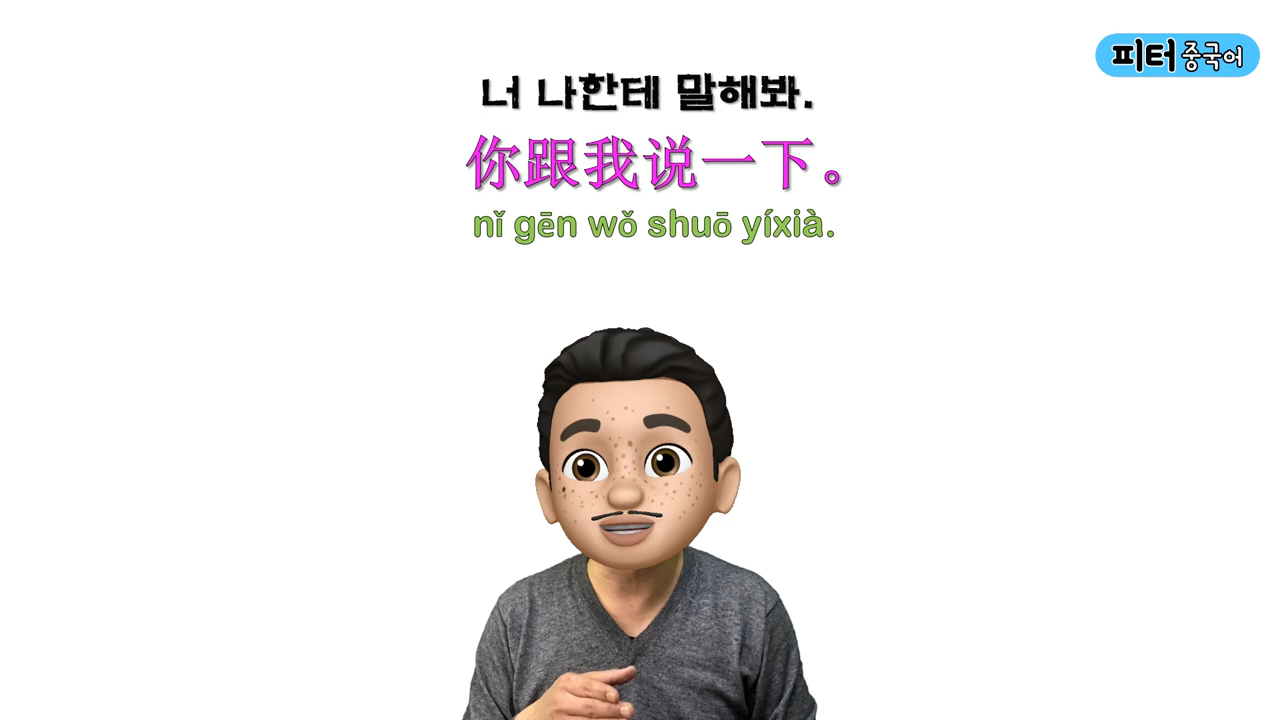 피터 중국어
너 나한테 말해봐.
你跟我说一下。
nǐ gēn wǒ shuō yíxià.